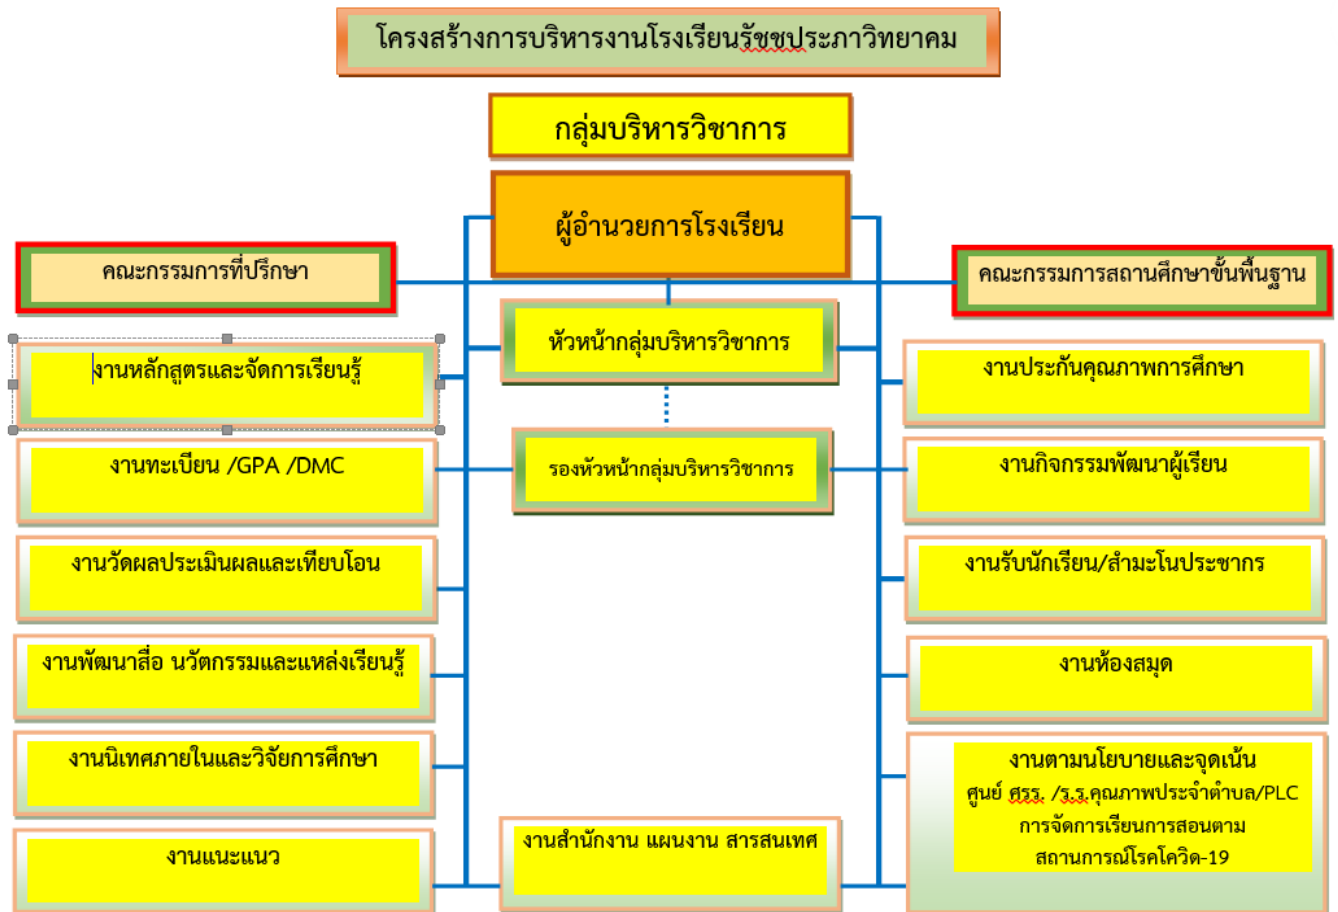 โครงสร้างการบริหารงานโรงเรียนรัชชประภาวิทยาคม
กลุ่มบริหารวิชาการ
ผู้อำนวยการโรงเรียน
คณะกรรมการที่ปรึกษา
คณะกรรมการสถานศึกษาขั้นพื้นฐาน
หัวหน้ากลุ่มบริหารวิชาการ
งานหลักสูตรและจัดการเรียนรู้
งานประกันคุณภาพการศึกษา
งานทะเบียน /GPA /DMC
รองหัวหน้ากลุ่มบริหารวิชาการ
งานกิจกรรมพัฒนาผู้เรียน
งานวัดผลประเมินผลและเทียบโอน
งานรับนักเรียน/สำมะโนประชากร
งานพัฒนาสื่อ นวัตกรรมและแหล่งเรียนรู้
งานห้องสมุด
งานนิเทศภายในและวิจัยการศึกษา
งานตามนโยบายและจุดเน้น
ศูนย์ ศรร. /ร.ร.คุณภาพประจำตำบล/PLC
การจัดการเรียนการสอนตาม
สถานการณ์โรคโควิด-19
งานแนะแนว
งานสำนักงาน แผนงาน สารสนเทศ